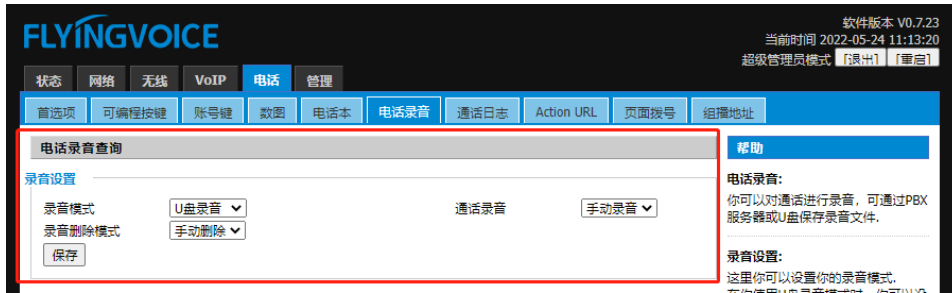 FLYINGVOICE
软件版本 V0.7.23
当前时间 2022-05-24 11:13:20
超级管理员模式 [退出] [重启]
状态 网络 无线 VoIP 电话 管理
首选项 可编程按键 账号键 数图 电话本 电话录音 通话日志 Action URL 页面拨号 组播地址
电话录音查询
录音设置
录音模式 U盘录音 通话录音 手动录音
录音删除模式 手动删除
保存
帮助
电话录音:
你可以对通话进行录音，可通过PBX
服务器或U盘保存录音文件.
录音设置:
这里你可以设置你的录音模式.